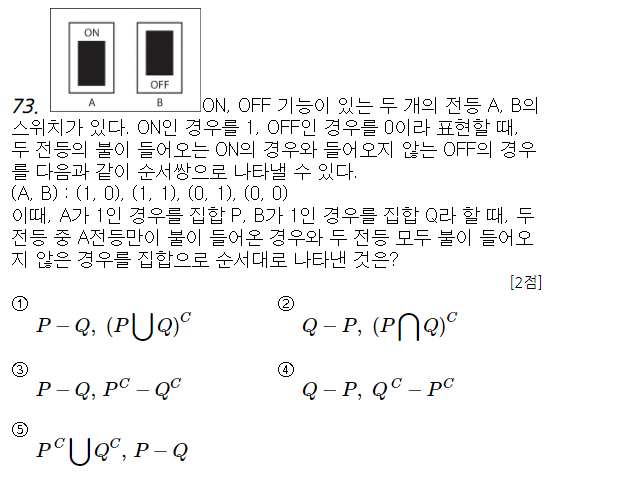 ON
OFF
A B
73. ON, OFF 기능이 있는 두 개의 전등 A, B의
스위치가 있다. ON인 경우를 1, OFF인 경우를 0이라 표현할 때,
두 전등의 불이 들어오는 ON의 경우와 들어오지 않는 OFF의 경우
를 다음과 같이 순서쌍으로 나타낼 수 있다.
(A, B) : (1, 0), (1, 1), (0, 1), (0, 0)
이때, A가 1인 경우를 집합 P, B가 1인 경우를 집합 Q라 할 때, 두
전등 중 A전등만이 불이 들어온 경우와 두 전등 모두 불이 들어오
지 않은 경우를 집합으로 순서대로 나타낸 것은?
[2점]
① P − Q, (P⋃Q)^C ② Q − P, (P⋂Q)^C
③ P − Q, P^C − Q^C ④ Q − P, Q^C − P^C
⑤ P^C⋃Q^C, P − Q